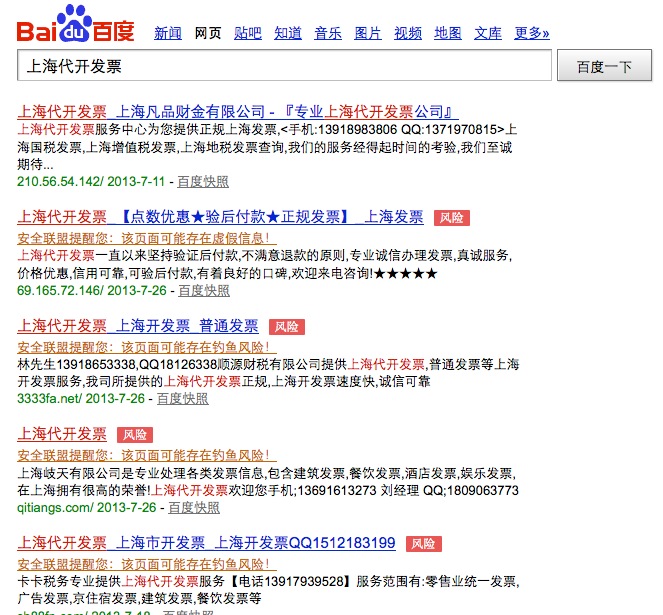 Bai du 百度 新闻 网页 贴吧 知道 音乐 图片 视频 地图 文库 更多»
上海代开发票 百度一下
上海代开发票_上海凡品财金有限公司 - 『专业上海代开发票公司』
上海代开发票服务中心为您提供正规上海发票,<手机:13918983806 QQ:1371970815>上
海国税发票,上海增值税发票,上海地税发票查询,我们的服务经得起时间的考验,我们至诚
期待...
210.56.54.142/ 2013-7-11 - 百度快照
上海代开发票_【点数优惠★验后付款★正规发票】_上海发票 风险
安全联盟提醒您：该页面可能存在虚假信息！
上海代开发票一直以来坚持验证后付款,不满意退款的原则,专业诚信办理发票,真诚服务,
价格优惠,信用可靠,可验后付款,有着良好的口碑,欢迎来电咨询!★★★★★
69.165.72.146/ 2013-7-26 - 百度快照
上海代开发票_上海开发票_普通发票 风险
安全联盟提醒您：该页面可能存在钓鱼风险！
林先生13918653338,QQ18126338顺源财税有限公司提供上海代开发票,普通发票等上海
开发票服务,我司所提供的上海代开发票正规,上海开发票速度快,诚信可靠
3333fa.net/ 2013-7-26 - 百度快照
上海代开发票 风险
安全联盟提醒您：该页面可能存在钓鱼风险！
上海岐天有限公司是专业处理各类发票信息,包含建筑发票,餐饮发票,酒店发票,娱乐发票,
在上海拥有很高的荣誉!上海代开发票欢迎您手机;13691613273 刘经理 QQ;1809063773
qitiangs.com/ 2013-7-26 - 百度快照
上海代开发票_上海市开发票_上海开发票QQ1512183199 风险
安全联盟提醒您：该页面可能存在钓鱼风险！
卡卡税务专业提供上海代开发票服务【电话13917939528】服务范围有:零售业统一发票,
广告发票,京住宿发票,建筑发票,餐饮发票等
2013-7-18 - 百度快照